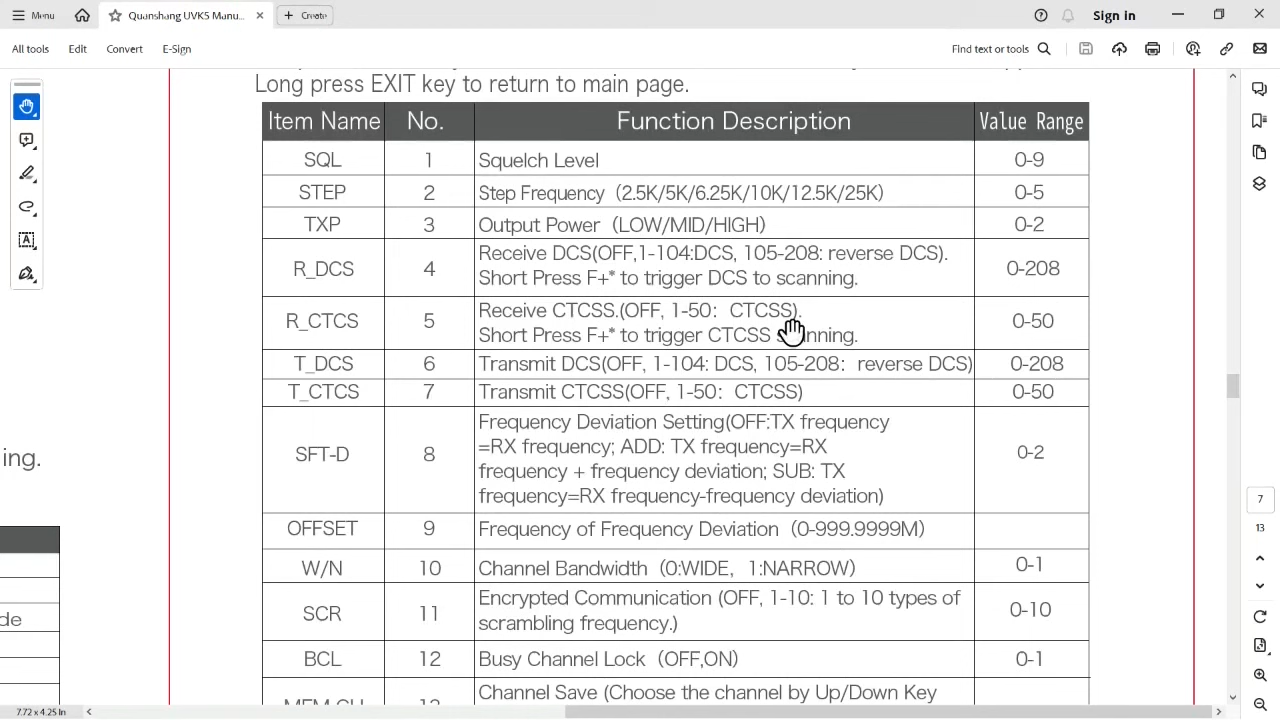 Menu
Quanshang UVK5 Manu...
Create
Sign in
All tools
Edit
Convert
E-Sign
Find text or tools
Long press EXIT key to return to main page.
Item Name No. Function Description Value Range
SQL 1 Squelch Level 0-9
STEP 2 Step Frequency (2.5K/5K/6.25K/10K/12.5K/25K) 0-5
TXP 3 Output Power (LOW/MID/HIGH) 0-2
R_DCS 4 Receive DCS(OFF,1-104:DCS, 105-208: reverse DCS). 0-208
Short Press F+* to trigger DCS to scanning.
R_CTCS 5 Receive CTCSS.(OFF, 1-50: CTCSS). 0-50
Short Press F+* to trigger CTCSS scanning.
T_DCS 6 Transmit DCS(OFF, 1-104: DCS, 105-208: reverse DCS) 0-208
T_CTCS 7 Transmit CTCSS(OFF, 1-50: CTCSS) 0-50
SFT-D 8 Frequency Deviation Setting(OFF:TX frequency 0-2
=RX frequency; ADD: TX frequency=RX
frequency + frequency deviation; SUB: TX
frequency=RX frequency-frequency deviation)
OFFSET 9 Frequency of Frequency Deviation (0-999.9999M)
W/N 10 Channel Bandwidth (0:WIDE, 1:NARROW) 0-1
SCR 11 Encrypted Communication (OFF, 1-10: 1 to 10 types of 0-10
scrambling frequency.)
BCL 12 Busy Channel Lock (OFF,ON) 0-1
MEM-CH 13 Channel Save (Choose the channel by Up/Down Key
ing.
de
7
13
7.72 x 4.25 in